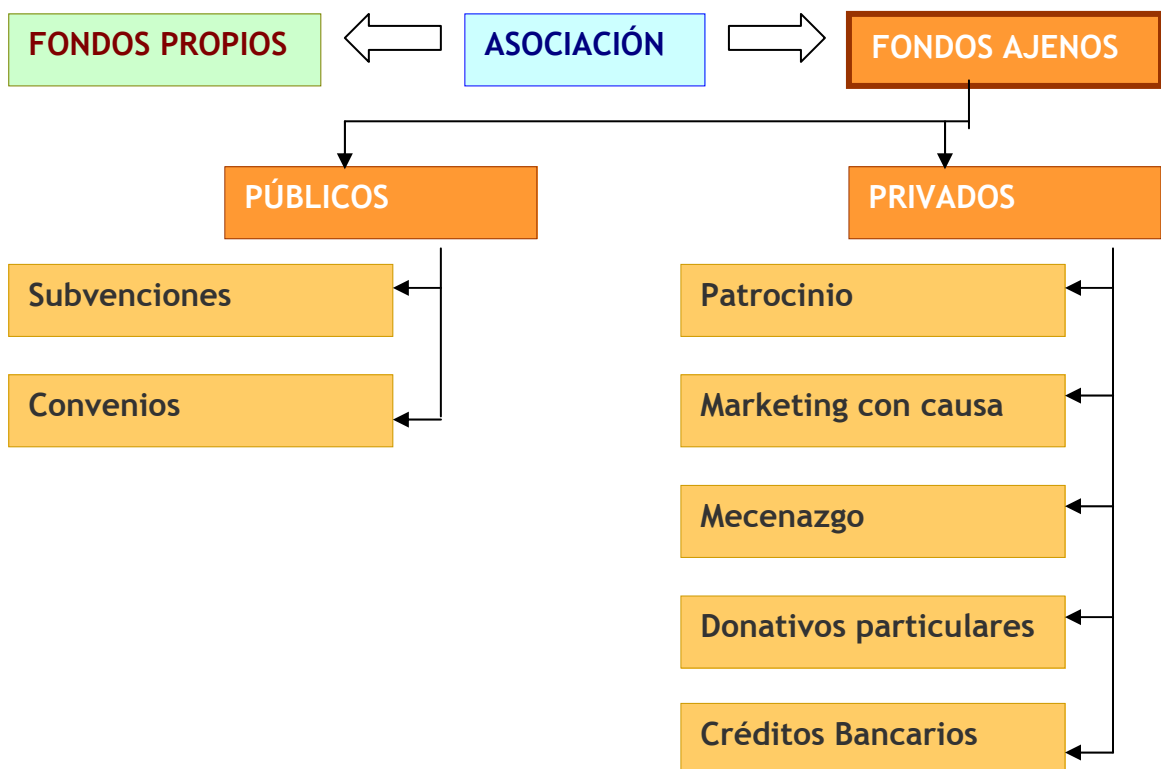 FONDOS PROPIOS
ASOCIACIÓN
FONDOS AJENOS
PÚBLICOS
PRIVADOS
Subvenciones
Patrocinio
Convenios
Marketing con causa
Mecenazgo
Donativos particulares
Créditos Bancarios